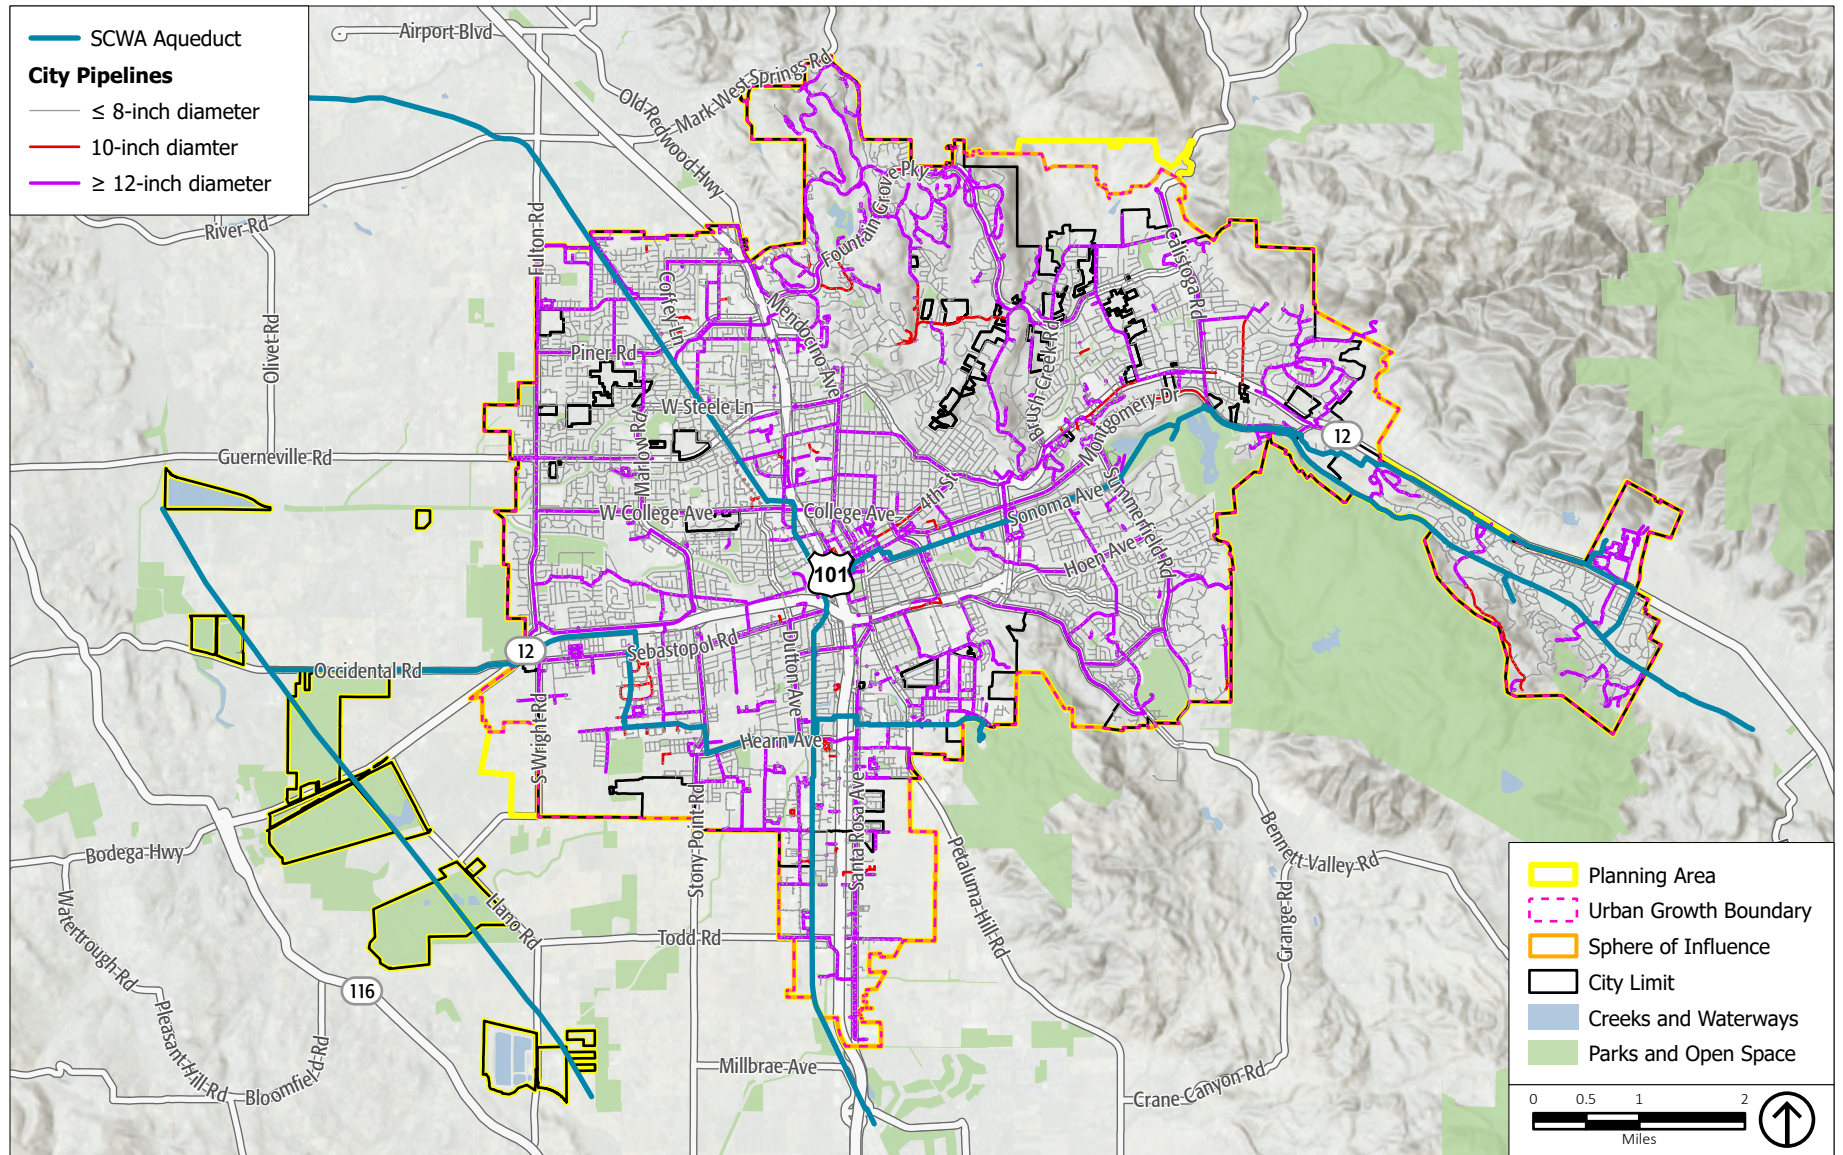 SCWA Aqueduct
City Pipelines
≤ 8-inch diameter
10-inch diamter
≥ 12-inch diameter
Airport Blvd
Old Redwood Hwy
Mark West Springs Rd
River Rd
Fulton Rd
Fountain Grove Pky
Calistoga Rd
Olivet Rd
Coffey Ln
Mendocino Ave
Piner Rd
Brush Creek Rd
W Steele Ln
Marlow Rd
Montgomery Dr
12
Guerneville Rd
4th St
Sonoma Ave
Summerfield Rd
W College Ave
College Ave
Hoen Ave
101
12
Sebastopol Rd
Dutton Ave
Occidental Rd
S Wright Rd
Hearn Ave
Stony Point Rd
Santa Rosa Ave
Petaluma Hill Rd
Bennett Valley Rd
Bodega Hwy
Grange Rd
Llano Rd
Todd Rd
Watertrough Rd
116
Pleasant Hill Rd
Bloomfield Rd
Millbrae Ave
Crane Canyon Rd
Planning Area
Urban Growth Boundary
Sphere of Influence
City Limit
Creeks and Waterways
Parks and Open Space
0 0.5 1 2
Miles